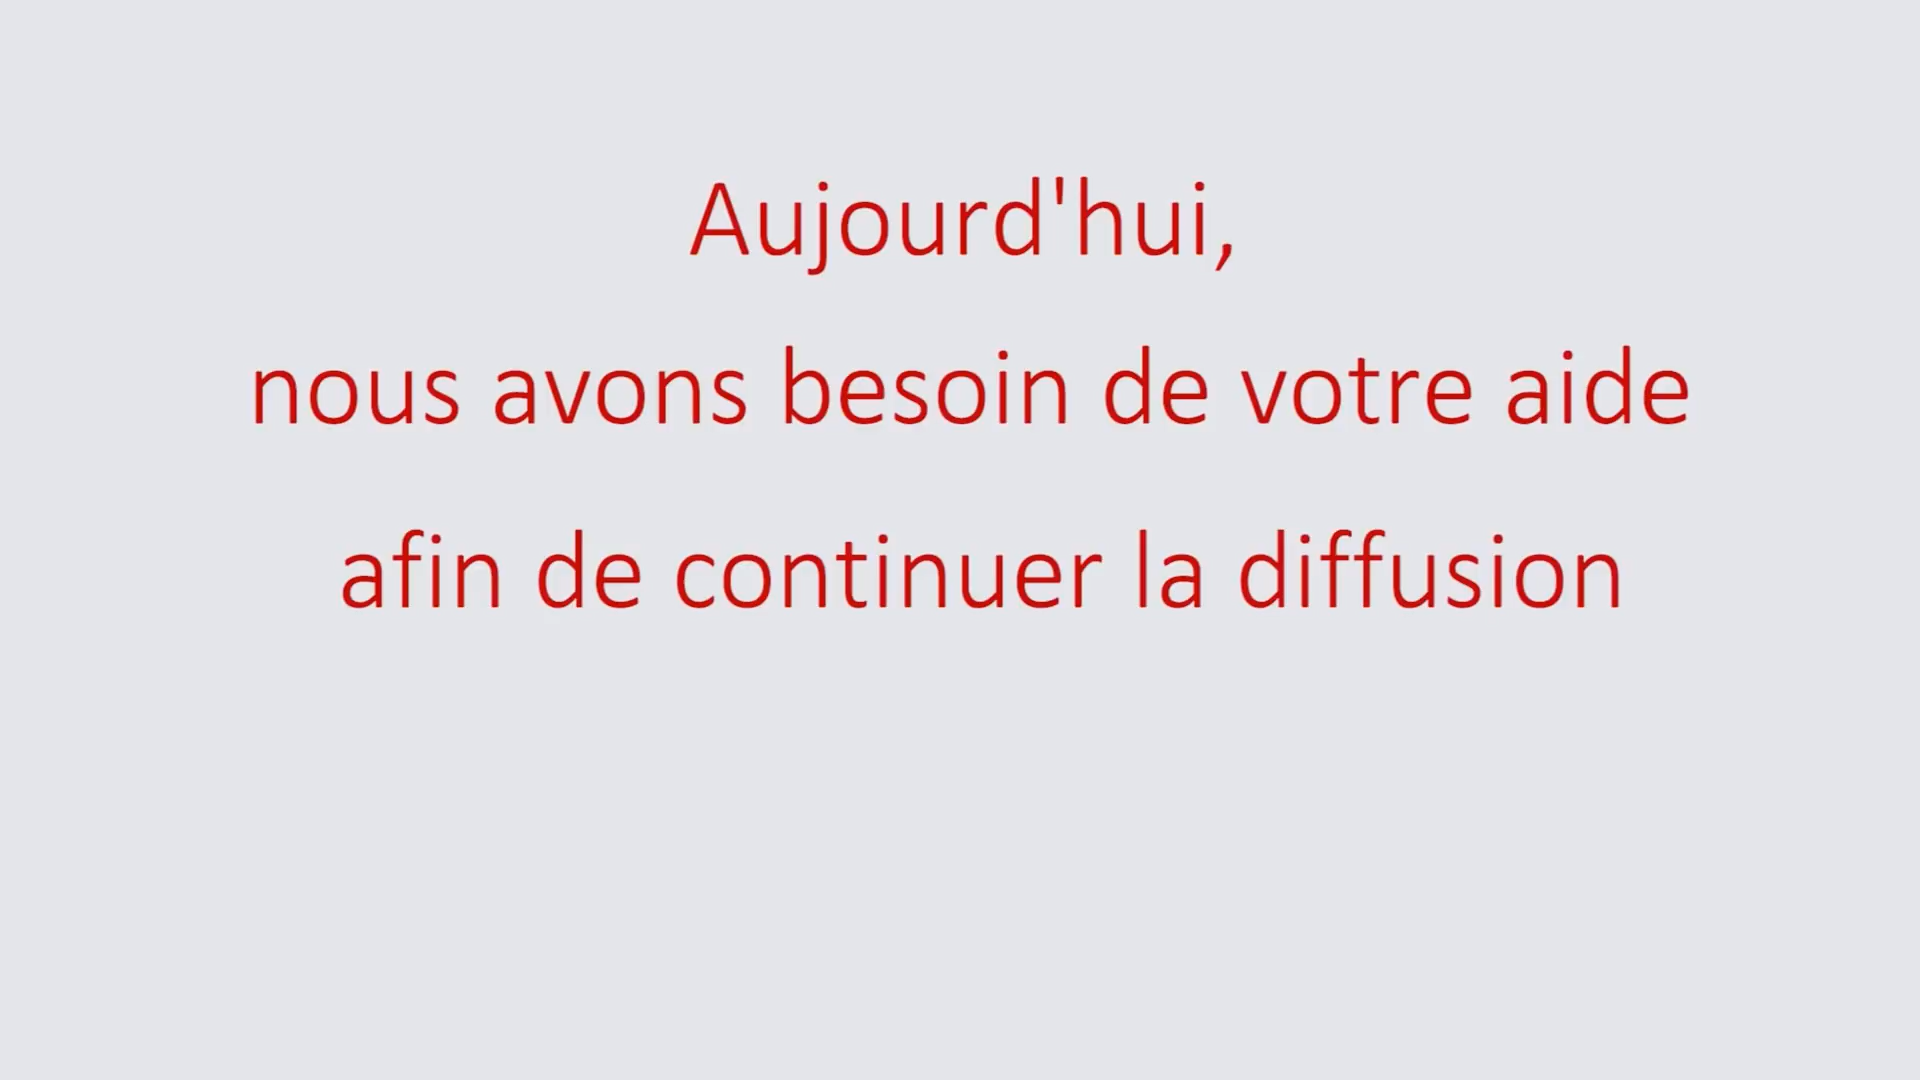 Aujourd'hui,
nous avons besoin de votre aide
afin de continuer la diffusion